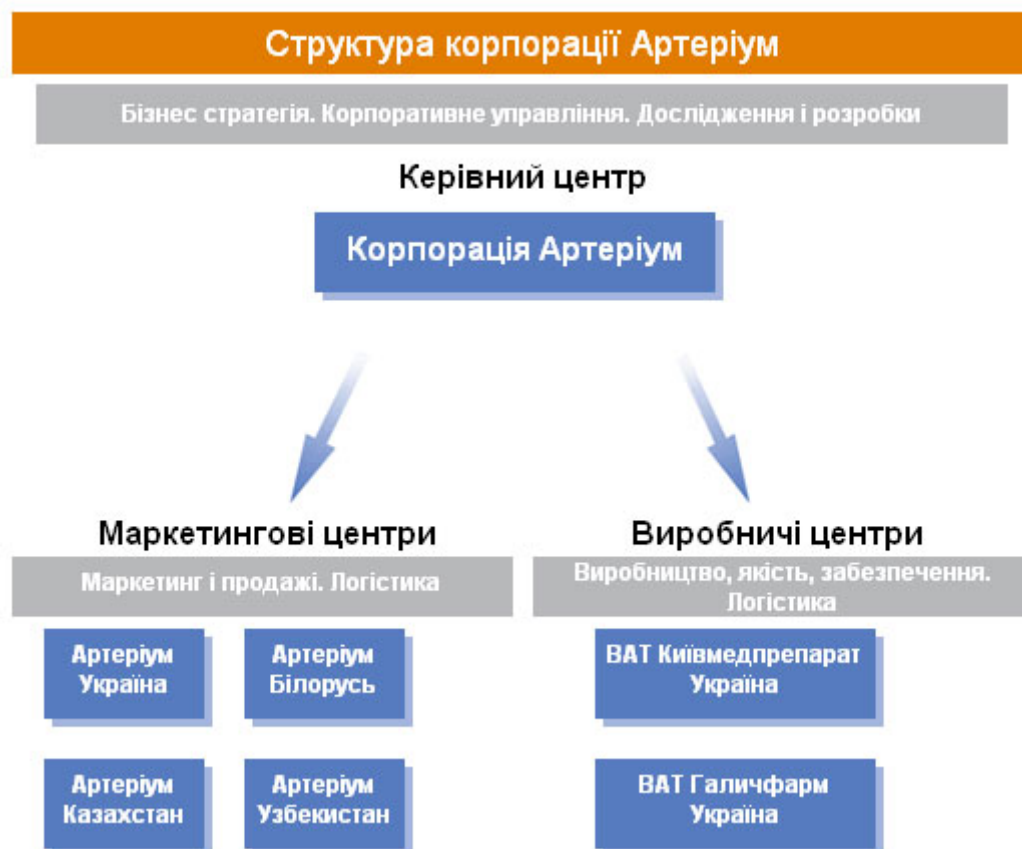 Структура корпорації Артеріум
Бізнес стратегія. Корпоративне управління. Дослідження і розробки
Керівний центр
Корпорація Артеріум
Маркетингові центри
Маркетинг і продажі. Логістика
Артеріум
Україна
Артеріум
Білорусь
Артеріум
Казахстан
Артеріум
Узбекистан
Виробничі центри
Виробництво, якість, забезпечення.
Логістика
ВАТ Київмедпрепарат
Україна
ВАТ Галичфарм
Україна